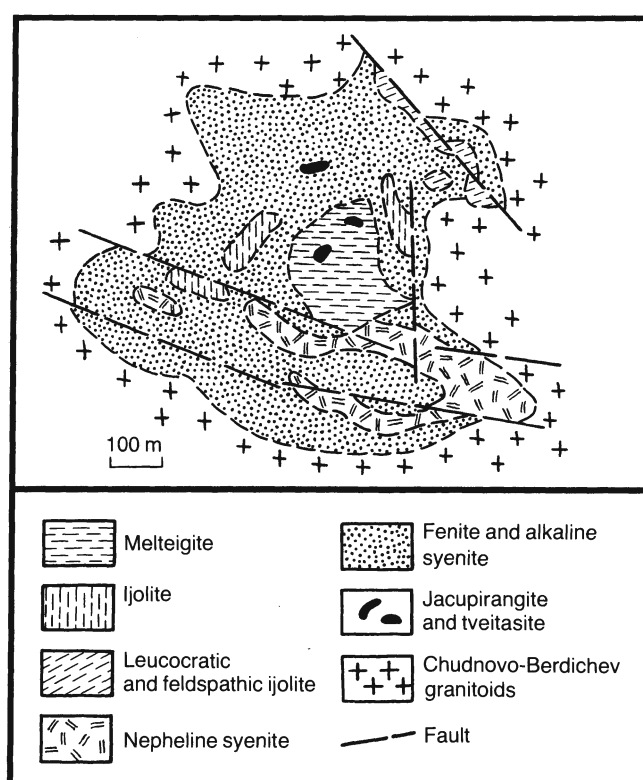 100 m
Melteigite
Ijolite
Leucocratic
and feldspathic ijolite
Nepheline syenite
Fenite and alkaline
syenite
Jacupirangite
and tveitasite
Chudnovo-Berdichev
granitoids
Fault